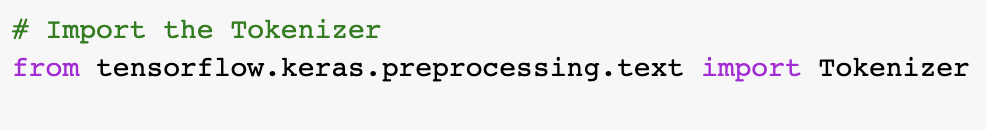 # Import the Tokenizer
from tensorflow.keras.preprocessing.text import Tokenizer